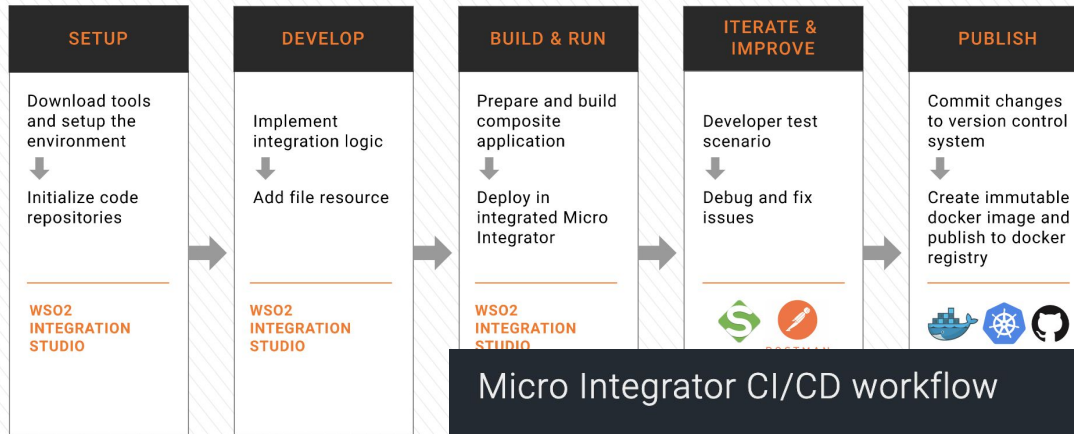 SETUP
Download tools
and setup the
environment
Initialize code
repositories
WSO2
INTEGRATION
STUDIO
DEVELOP
Implement
integration logic
Add file resource
WSO2
INTEGRATION
STUDIO
BUILD & RUN
Prepare and build
composite
application
Deploy in
integrated Micro
Integrator
WSO2
INTEGRATION
STUDIO
ITERATE &
IMPROVE
Developer test
scenario
Debug and fix
issues
POSTMAN
PUBLISH
Commit changes
to version control
system
Create immutable
docker image and
publish to docker
registry
Micro Integrator CI/CD workflow